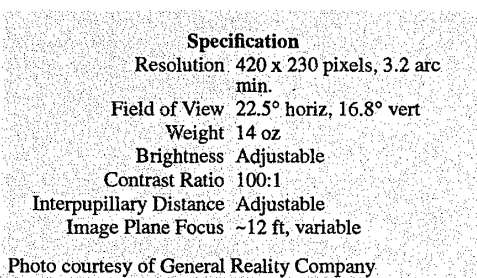 Specification
Resolution 420 x 230 pixels, 3.2 arc
min.
Field of View 22.5° horiz, 16.8° vert
Weight 14 oz
Brightness Adjustable
Contrast Ratio 100:1
Interpupillary Distance Adjustable
Image Plane Focus ~12 ft, variable
Photo courtesy of General Reality Company